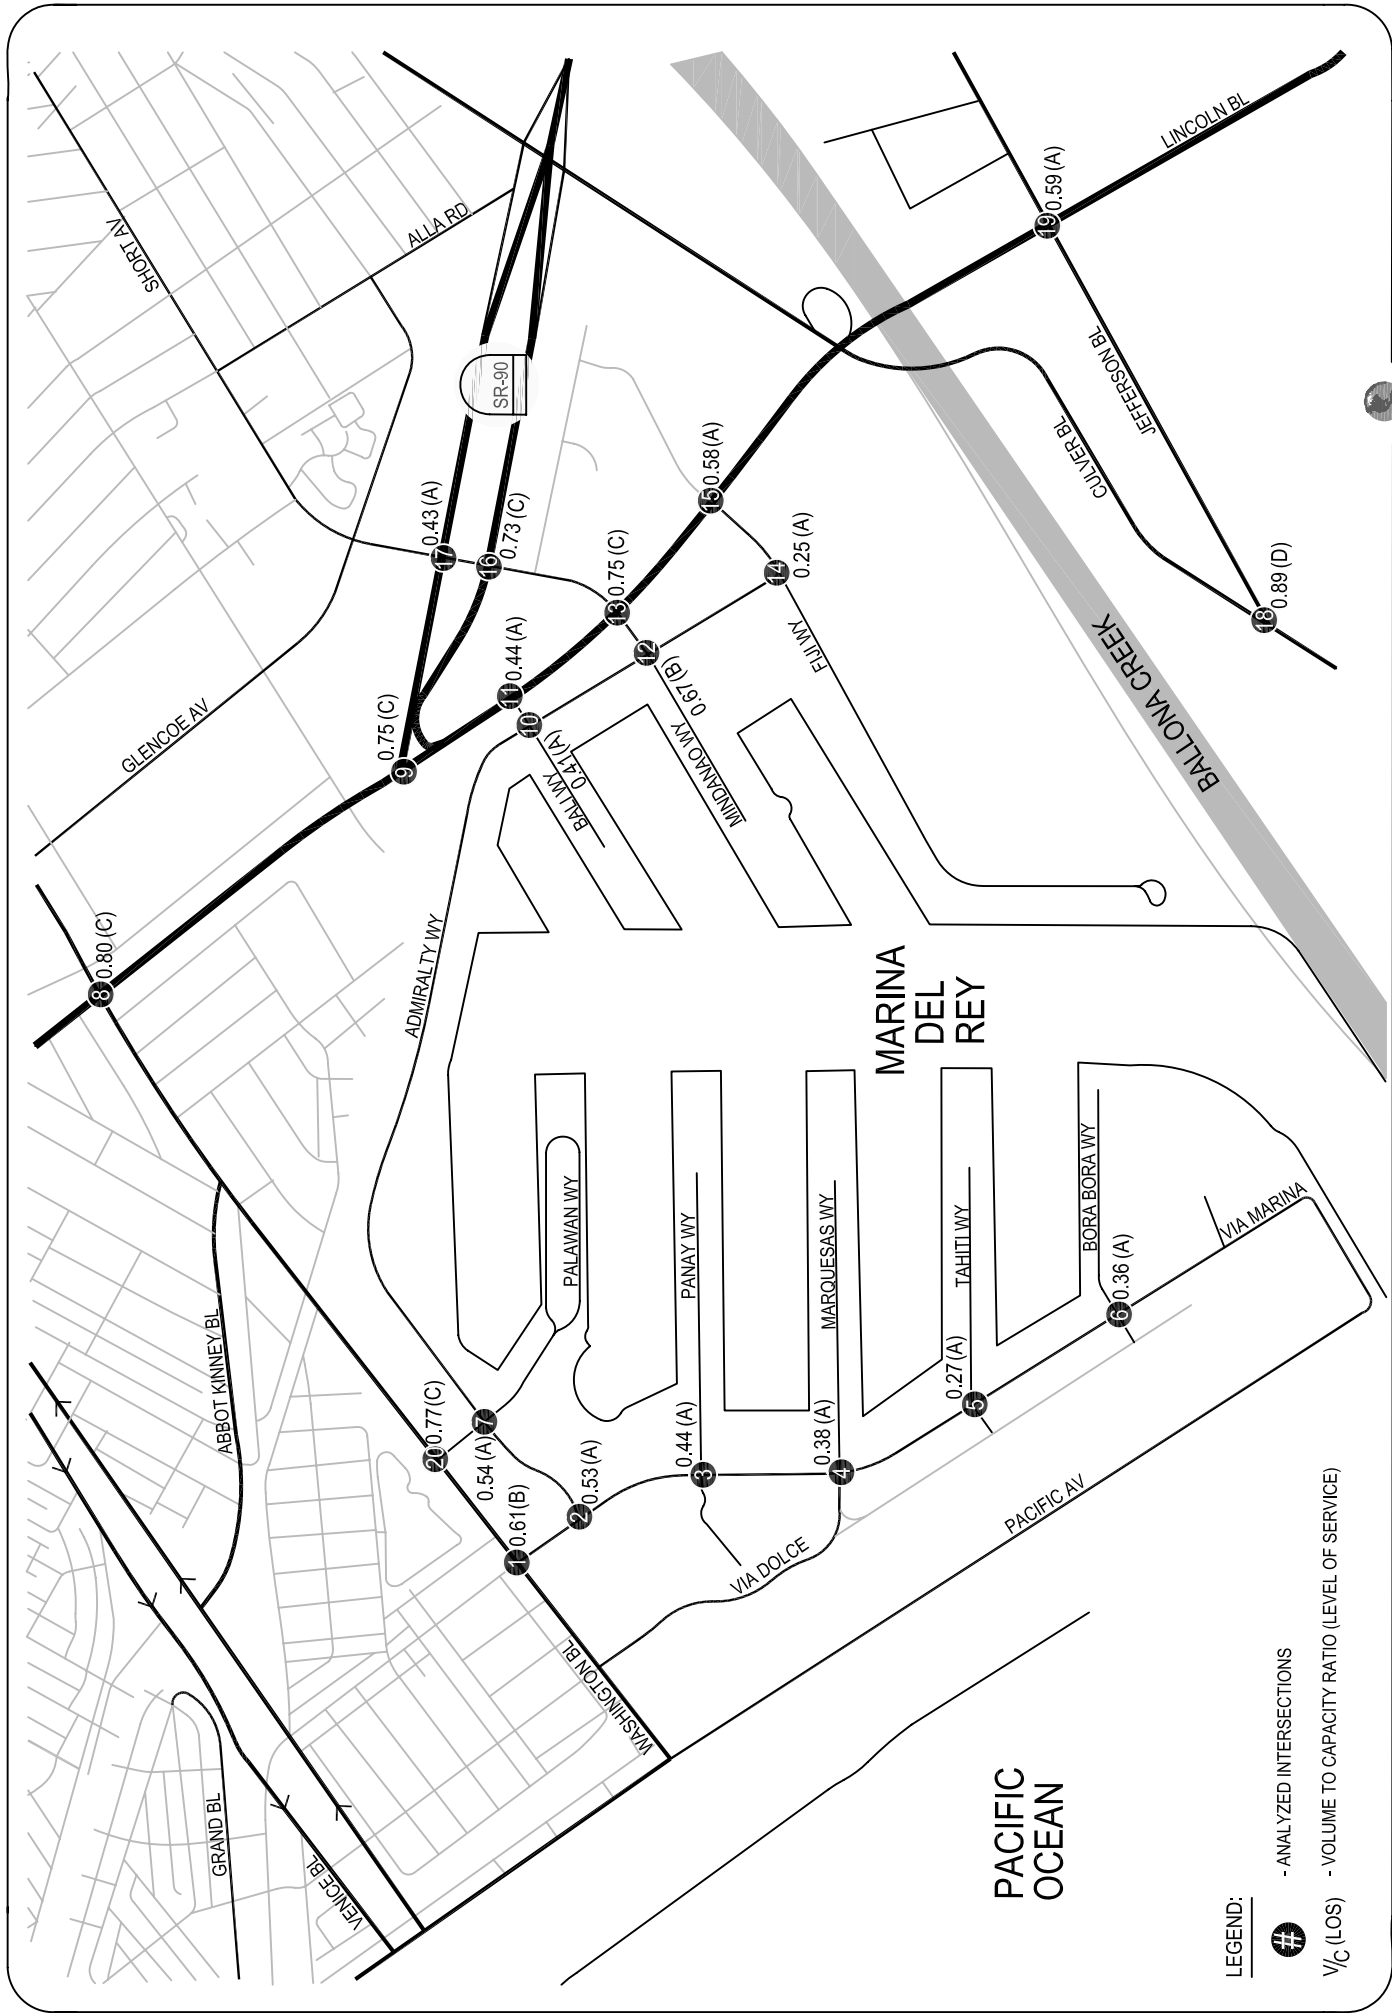 SHORT AV
ALLA RD
SR-90
LINCOLN BL
19 0.59 (A)
JEFFERSON BL
CULVER BL
18 0.89 (D)
GLENCOE AV
17 0.43 (A)
16 0.73 (C)
15 0.58 (A)
14 0.25 (A)
13 0.75 (C)
12 0.67 (B)
11 0.44 (A)
10 0.41 (A)
9 0.75 (C)
8 0.80 (C)
FIJI WY
MINDANAO WY
BALI WY
BALLONA CREEK
ADMIRALTY WY
MARINA
DEL
REY
ABBOT KINNEY BL
PALAWAN WY
PANAY WY
MARQUESAS WY
TAHITI WY
BORA BORA WY
VIA MARINA
20 0.77 (C)
7 0.54 (A)
1 0.61 (B)
2 0.53 (A)
3 0.44 (A)
4 0.38 (A)
5 0.27 (A)
6 0.36 (A)
VIA DOLCE
PACIFIC AV
WASHINGTON BL
GRAND BL
VENICE BL
PACIFIC
OCEAN
LEGEND:
# - ANALYZED INTERSECTIONS
V/C (LOS) - VOLUME TO CAPACITY RATIO (LEVEL OF SERVICE)